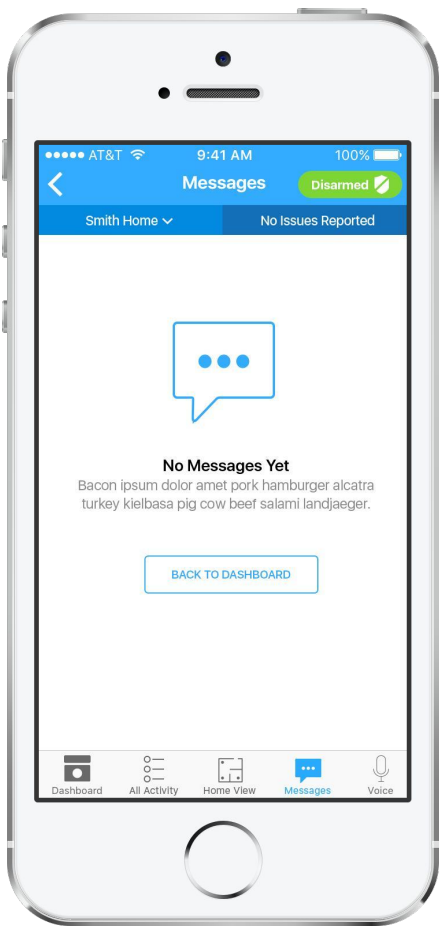 AT&T 9:41 AM 100%
Messages Disarmed
Smith Home No Issues Reported
No Messages Yet
Bacon ipsum dolor amet pork hamburger alcatra
turkey kielbasa pig cow beef salami landjaeger.
BACK TO DASHBOARD
Dashboard All Activity Home View Messages Voice